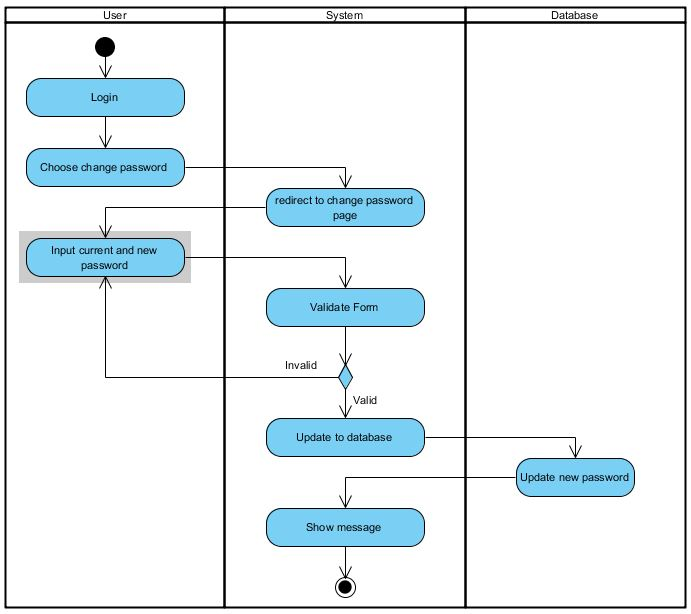 User
System
Database
Login
Choose change password
redirect to change password
page
Input current and new
password
Validate Form
Invalid
Valid
Update to database
Update new password
Show message